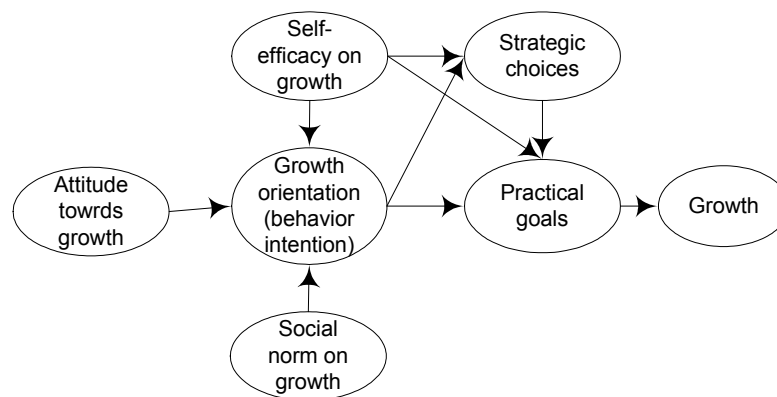 Self-
efficacy on
growth
Strategic
choices
Attitude
towrds
growth
Growth
orientation
(behavior
intention)
Practical
goals
Growth
Social
norm on
growth